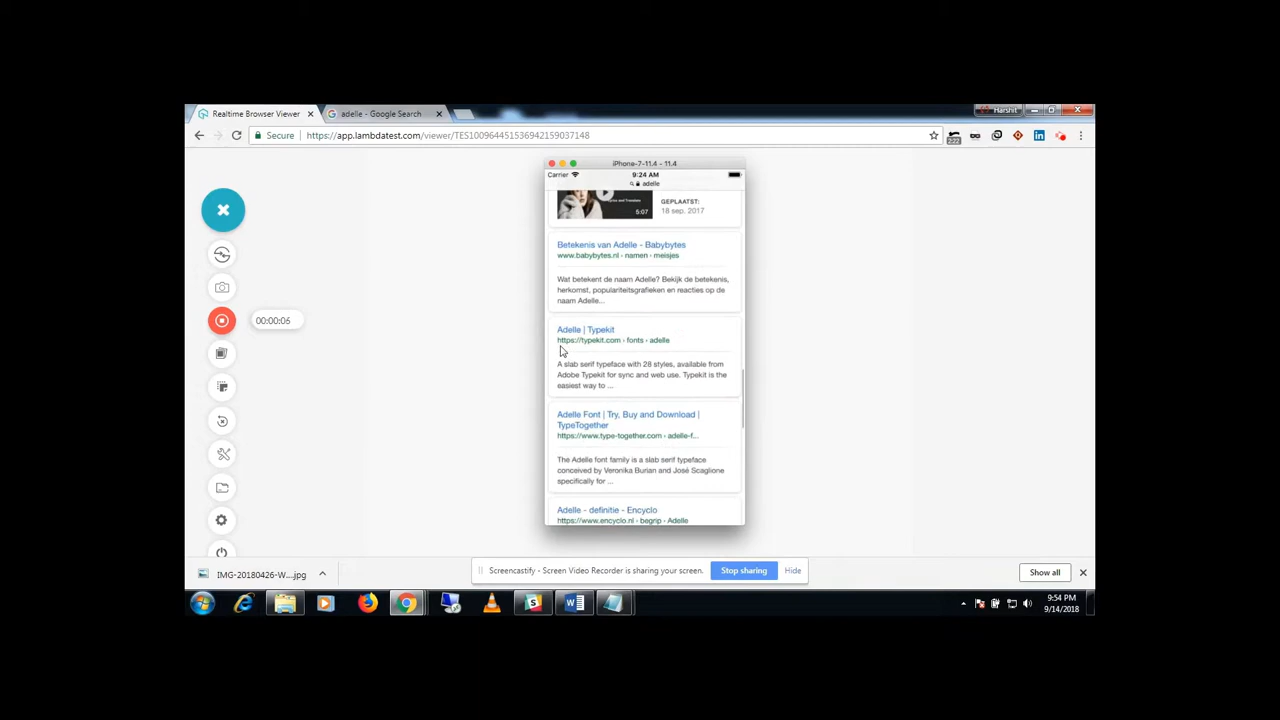 Realtime Browser Viewer
adelle - Google Search
Harshit
Secure
https://app.lambdatest.com/viewer/TES100964451536942159037148
222
iPhone-7-11.4 - 11.4
Carrier
9:24 AM
adelle
5:07
GEPLAATST:
18 sep. 2017
Betekenis van Adelle - Babybytes
www.babybytes.nl › namen › meisjes
Wat betekent de naam Adelle? Bekijk de betekenis,
herkomst, populariteitsgrafieken en reacties op de
naam Adelle...
Adelle | Typekit
https://typekit.com › fonts › adelle
A slab serif typeface with 28 styles, available from
Adobe Typekit for sync and web use. Typekit is the
easiest way to ...
Adelle Font | Try, Buy and Download |
TypeTogether
https://www.type-together.com › adelle-f...
The Adelle font family is a slab serif typeface
conceived by Veronika Burian and José Scaglione
specifically for ...
Adelle - definitie - Encyclo
https://www.encyclo.nl › begrip › Adelle
00:00:06
IMG-20180426-W....jpg
Screencastify - Screen Video Recorder is sharing your screen.
Stop sharing
Hide
Show all
9:54 PM
9/14/2018